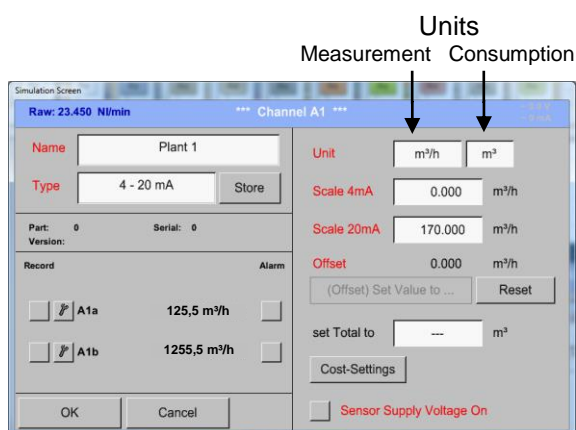 Units
Measurement Consumption
Simulation Screen
Raw: 23.450 Nl/min *** Channel A1 ***
Name Plant 1
Type 4 - 20 mA Store
Part: 0 Serial: 0
Version:
Record Alarm
A1a 125,5 m³/h
A1b 1255,5 m³/h
OK Cancel
Unit m³/h m³
Scale 4mA 0.000 m³/h
Scale 20mA 170.000 m³/h
Offset 0.000 m³/h
(Offset) Set Value to ... Reset
set Total to --- m³
Cost-Settings
Sensor Supply Voltage On